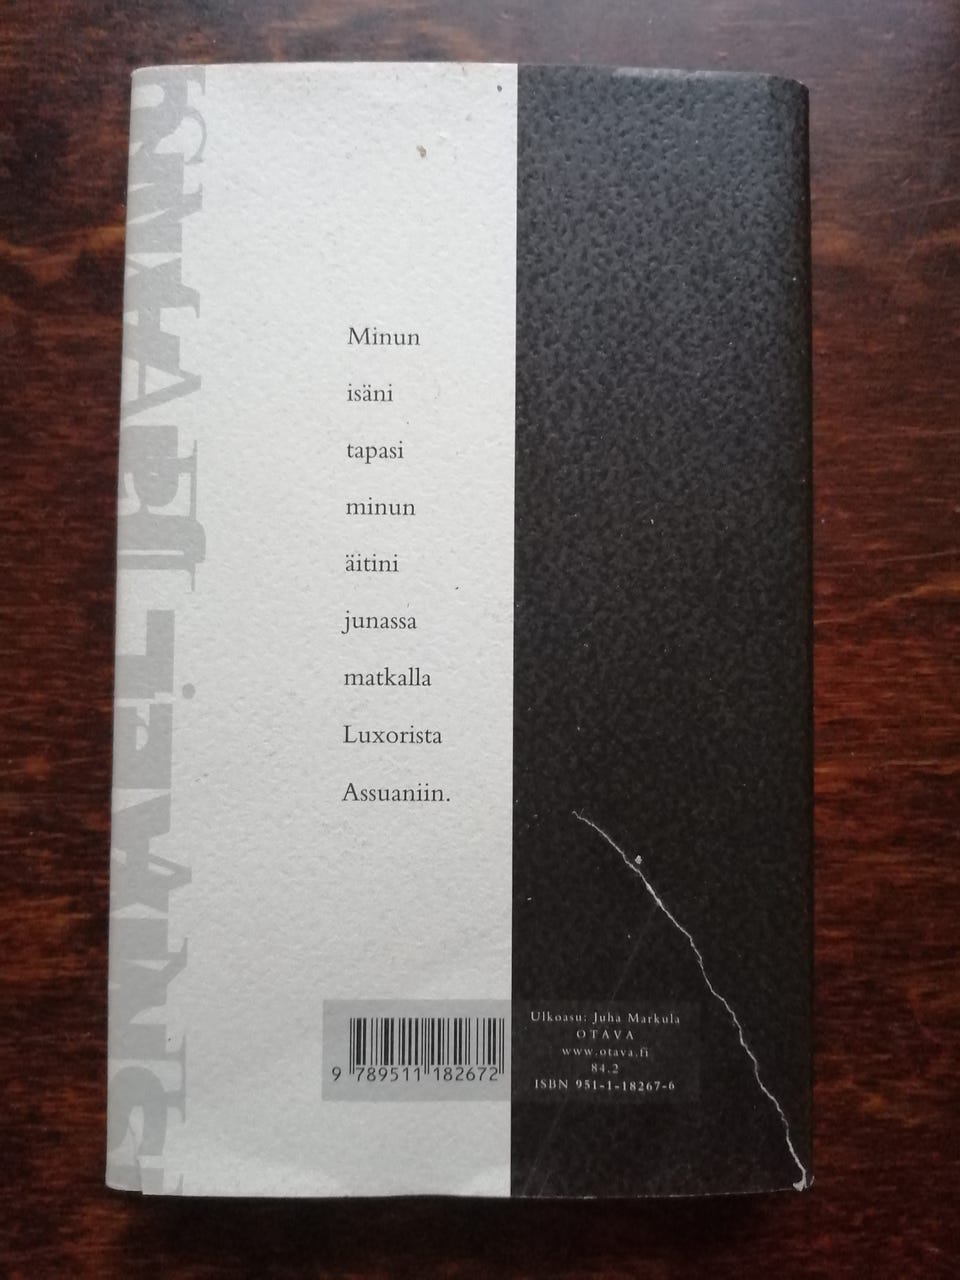 Minun
isäni
tapasi
minun
äitini
junassa
matkalla
Luxorista
Assuaniin.
9 789511 182672
Ulkoasu: Juha Markula
OTAVA
www.otava.fi
84.2
ISBN 951-1-18267-6